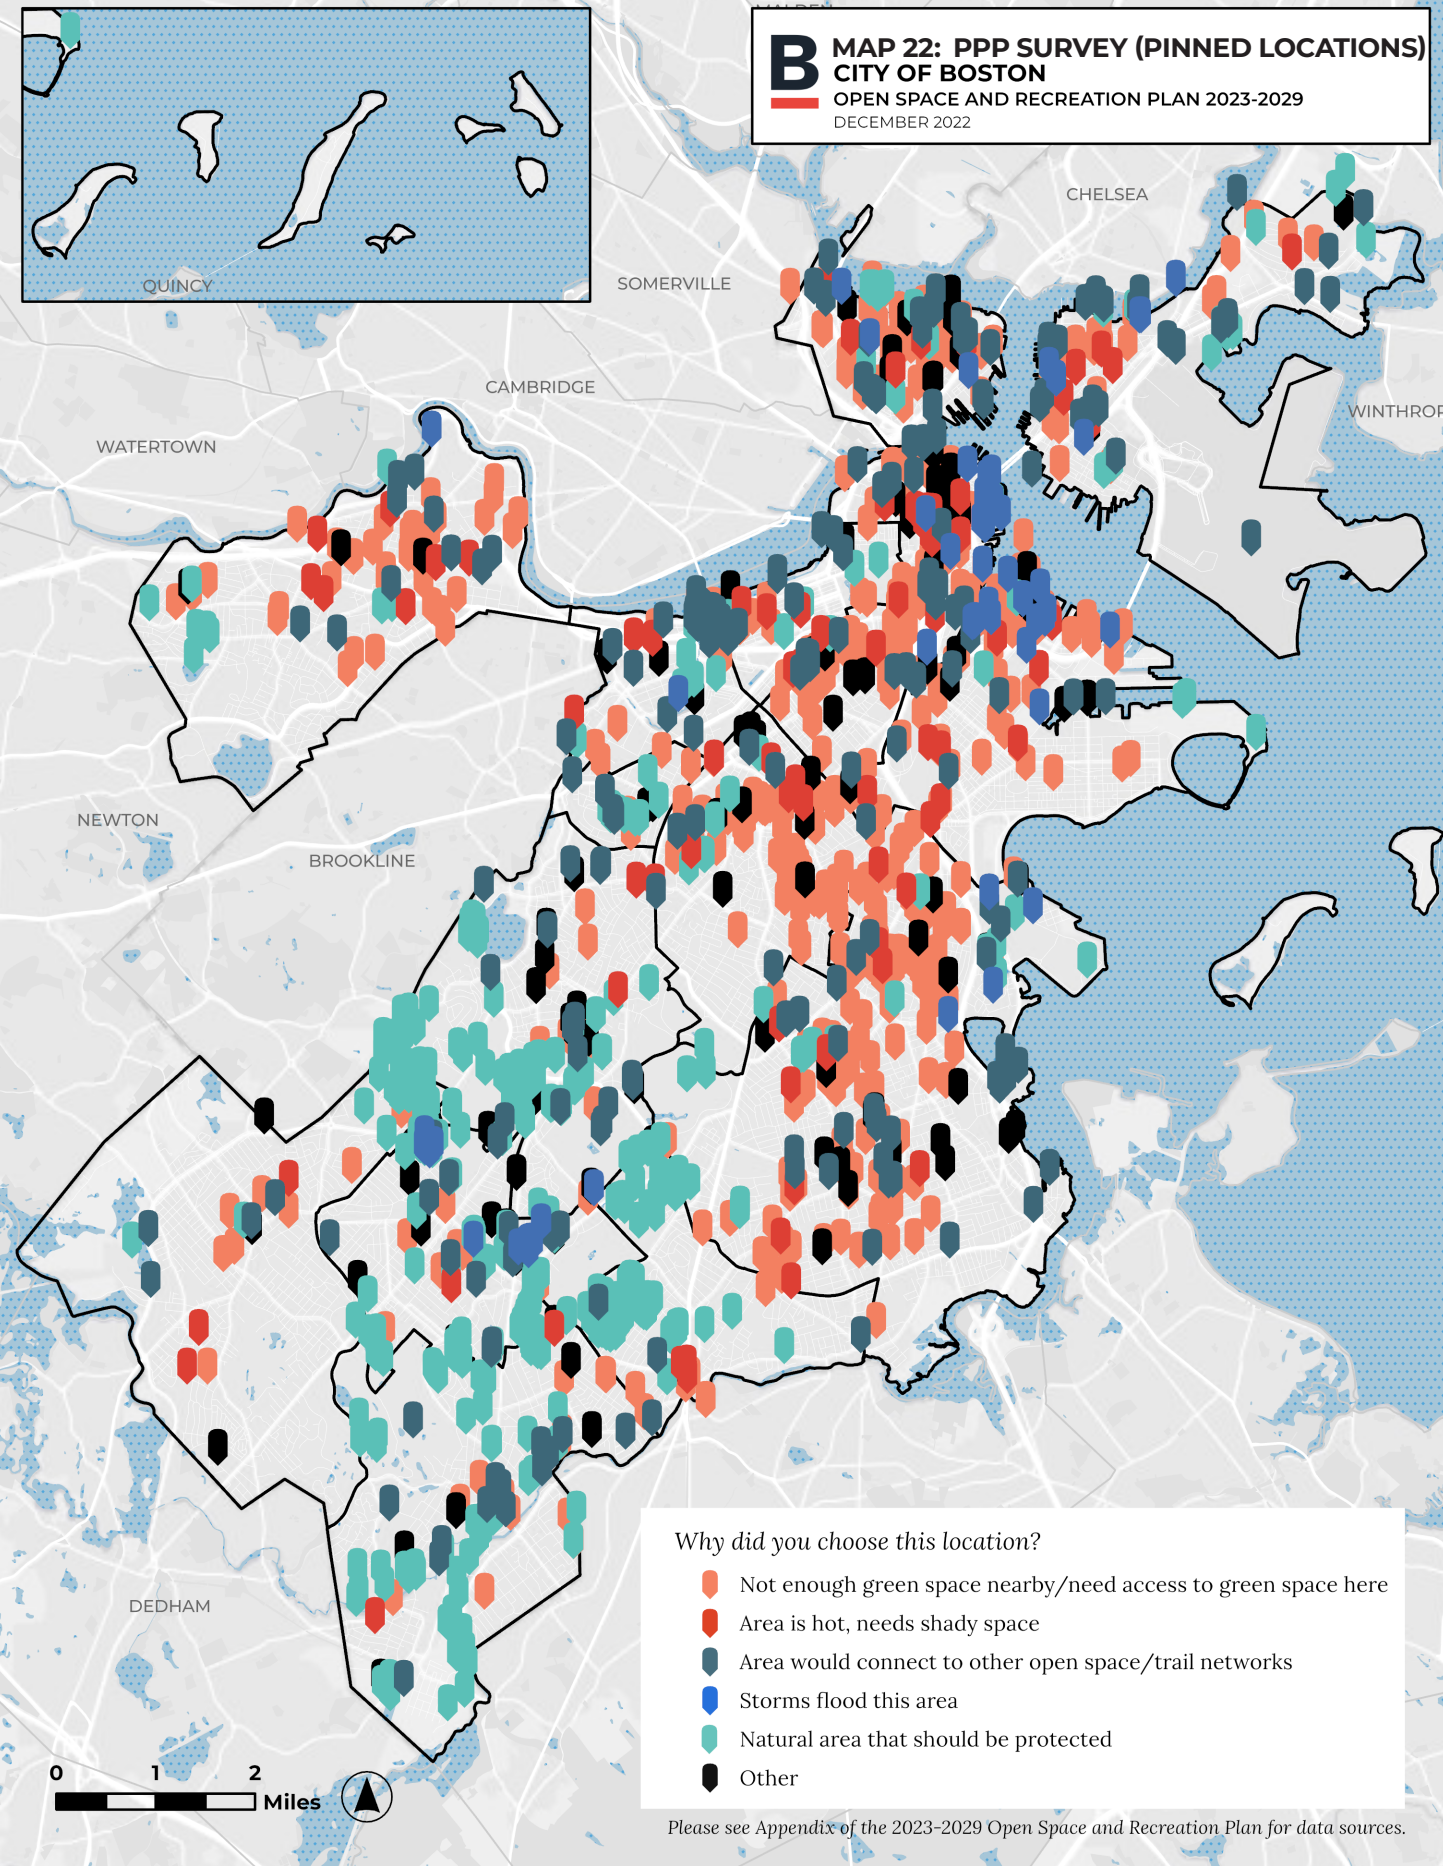 B
MAP 22: PPP SURVEY (PINNED LOCATIONS)
CITY OF BOSTON
OPEN SPACE AND RECREATION PLAN 2023-2029
DECEMBER 2022
CHELSEA
QUINCY
SOMERVILLE
CAMBRIDGE
WINTHROP
WATERTOWN
NEWTON
BROOKLINE
DEDHAM
Why did you choose this location?
Not enough green space nearby/need access to green space here
Area is hot, needs shady space
Area would connect to other open space/trail networks
Storms flood this area
Natural area that should be protected
Other
0 1 2
Miles
Please see Appendix of the 2023-2029 Open Space and Recreation Plan for data sources.